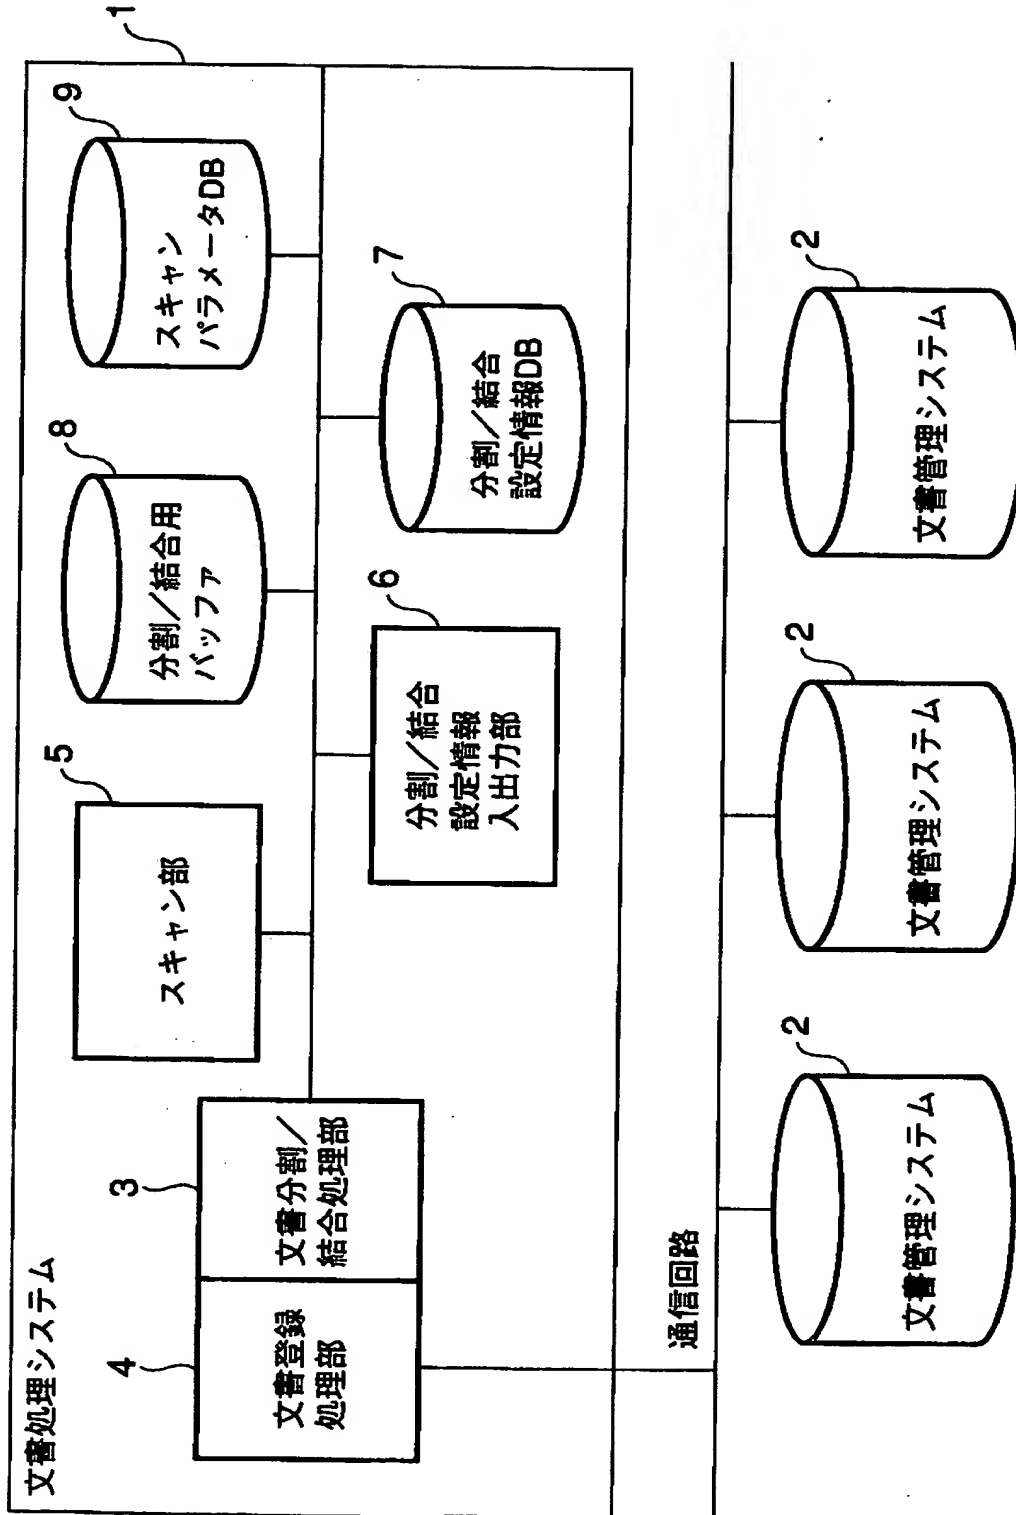 文書処理システム
1
4
文書登録
処理部
3
文書分割／
結合処理部
5
スキャン部
8
分割／結合用
バッファ
9
スキャン
パラメータDB
6
分割／結合
設定情報
入出力部
7
分割／結合
設定情報DB
通信回路
2
文書管理システム
2
文書管理システム
2
文書管理システム